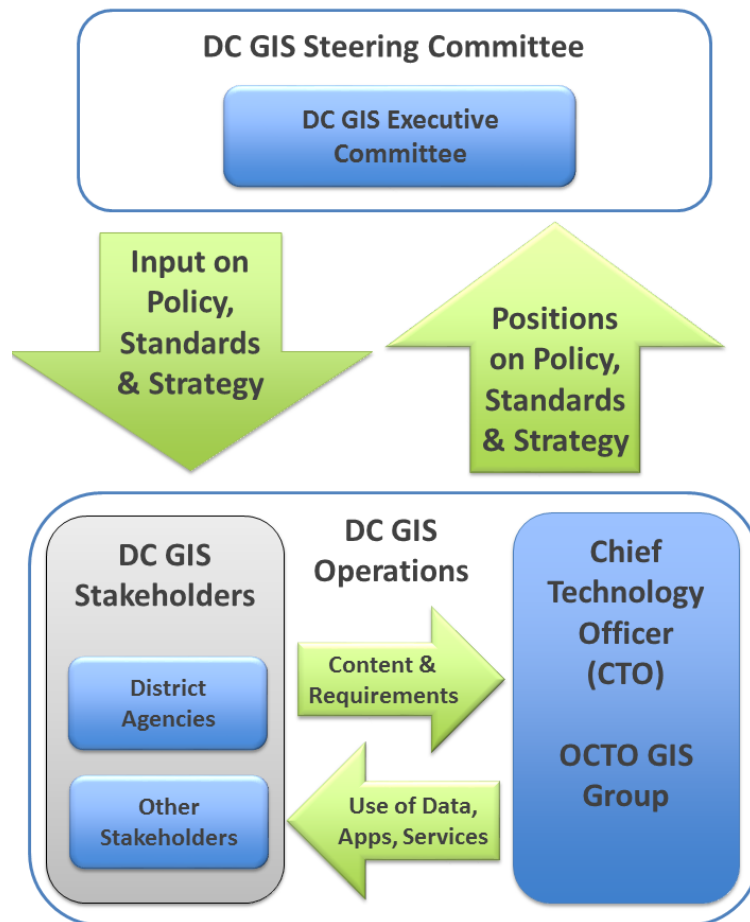 DC GIS Steering Committee
DC GIS Executive
Committee
Input on
Policy,
Standards
& Strategy
Positions
on Policy,
Standards
& Strategy
DC GIS
Stakeholders
District
Agencies
Other
Stakeholders
DC GIS
Operations
Content &
Requirements
Use of Data,
Apps, Services
Chief
Technology
Officer
(CTO)
OCTO GIS
Group